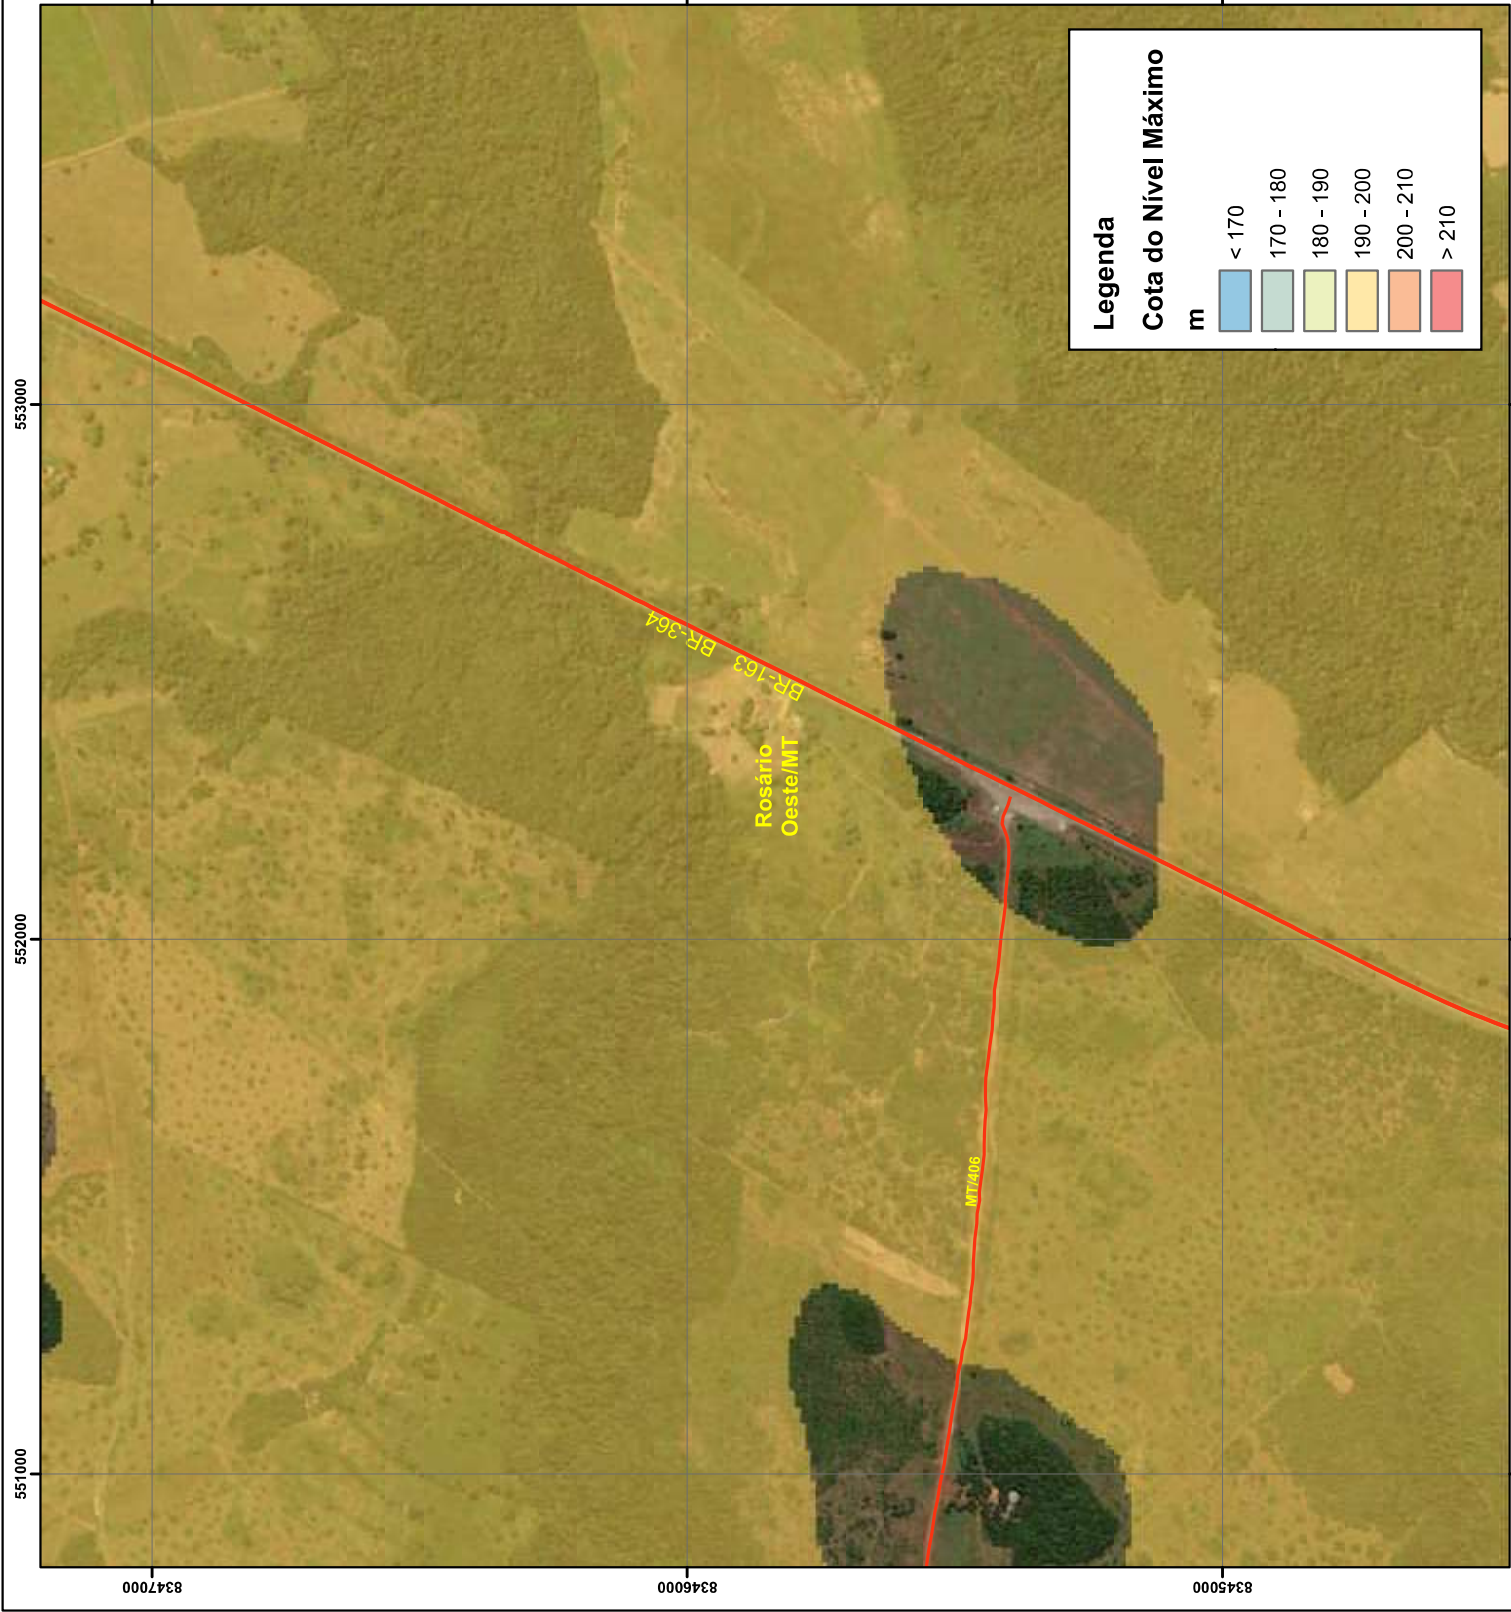 551000
552000
553000
8347000
8346000
8345000
BR-364
BR-163
Rosário
Oeste/MT
MT/406
Legenda
Cota do Nível Máximo
m
< 170
170 - 180
180 - 190
190 - 200
200 - 210
> 210